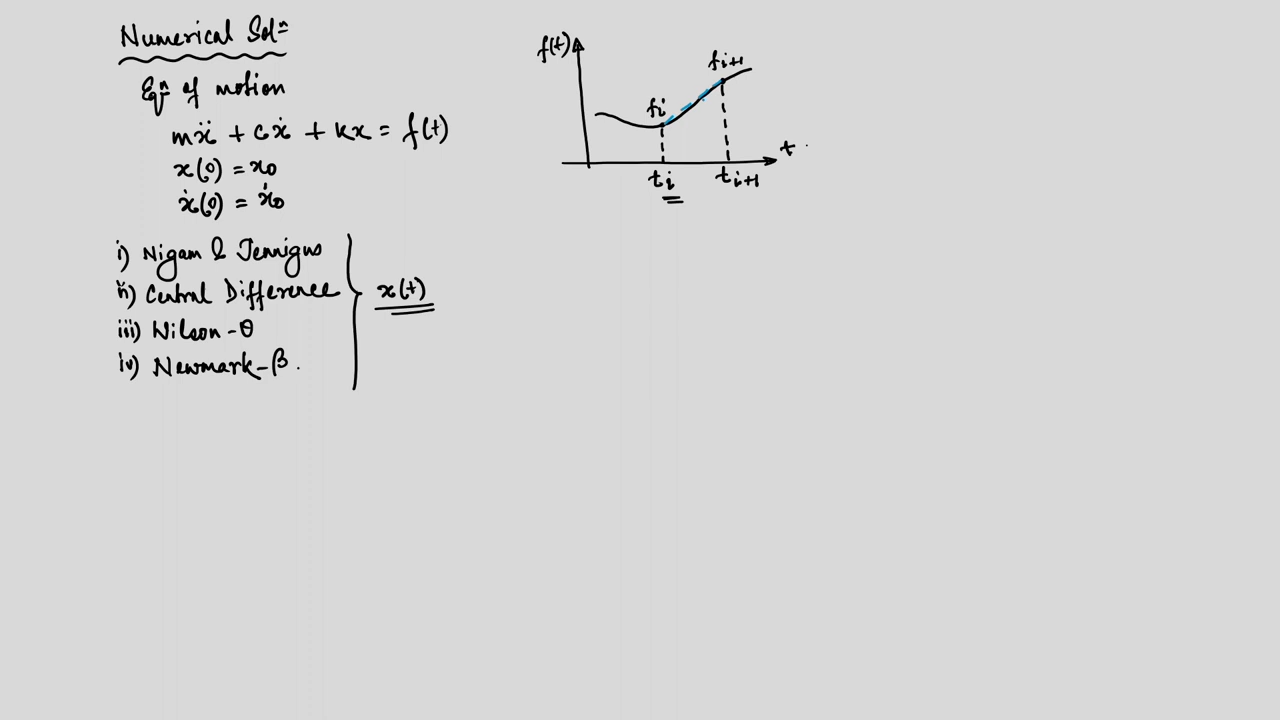 Numerical Solⁿ
Eqⁿ of motion
mẍ + cẋ + kx = f(t)
x(0) = x₀
ẋ(0) = ẋ₀
i) Nigam & Jennigns
ii) Central Difference
iii) Wilson-θ
iv) Newmark-β.
x(t)
f(t)
fᵢ
fᵢ₊₁
t
tᵢ
tᵢ₊₁